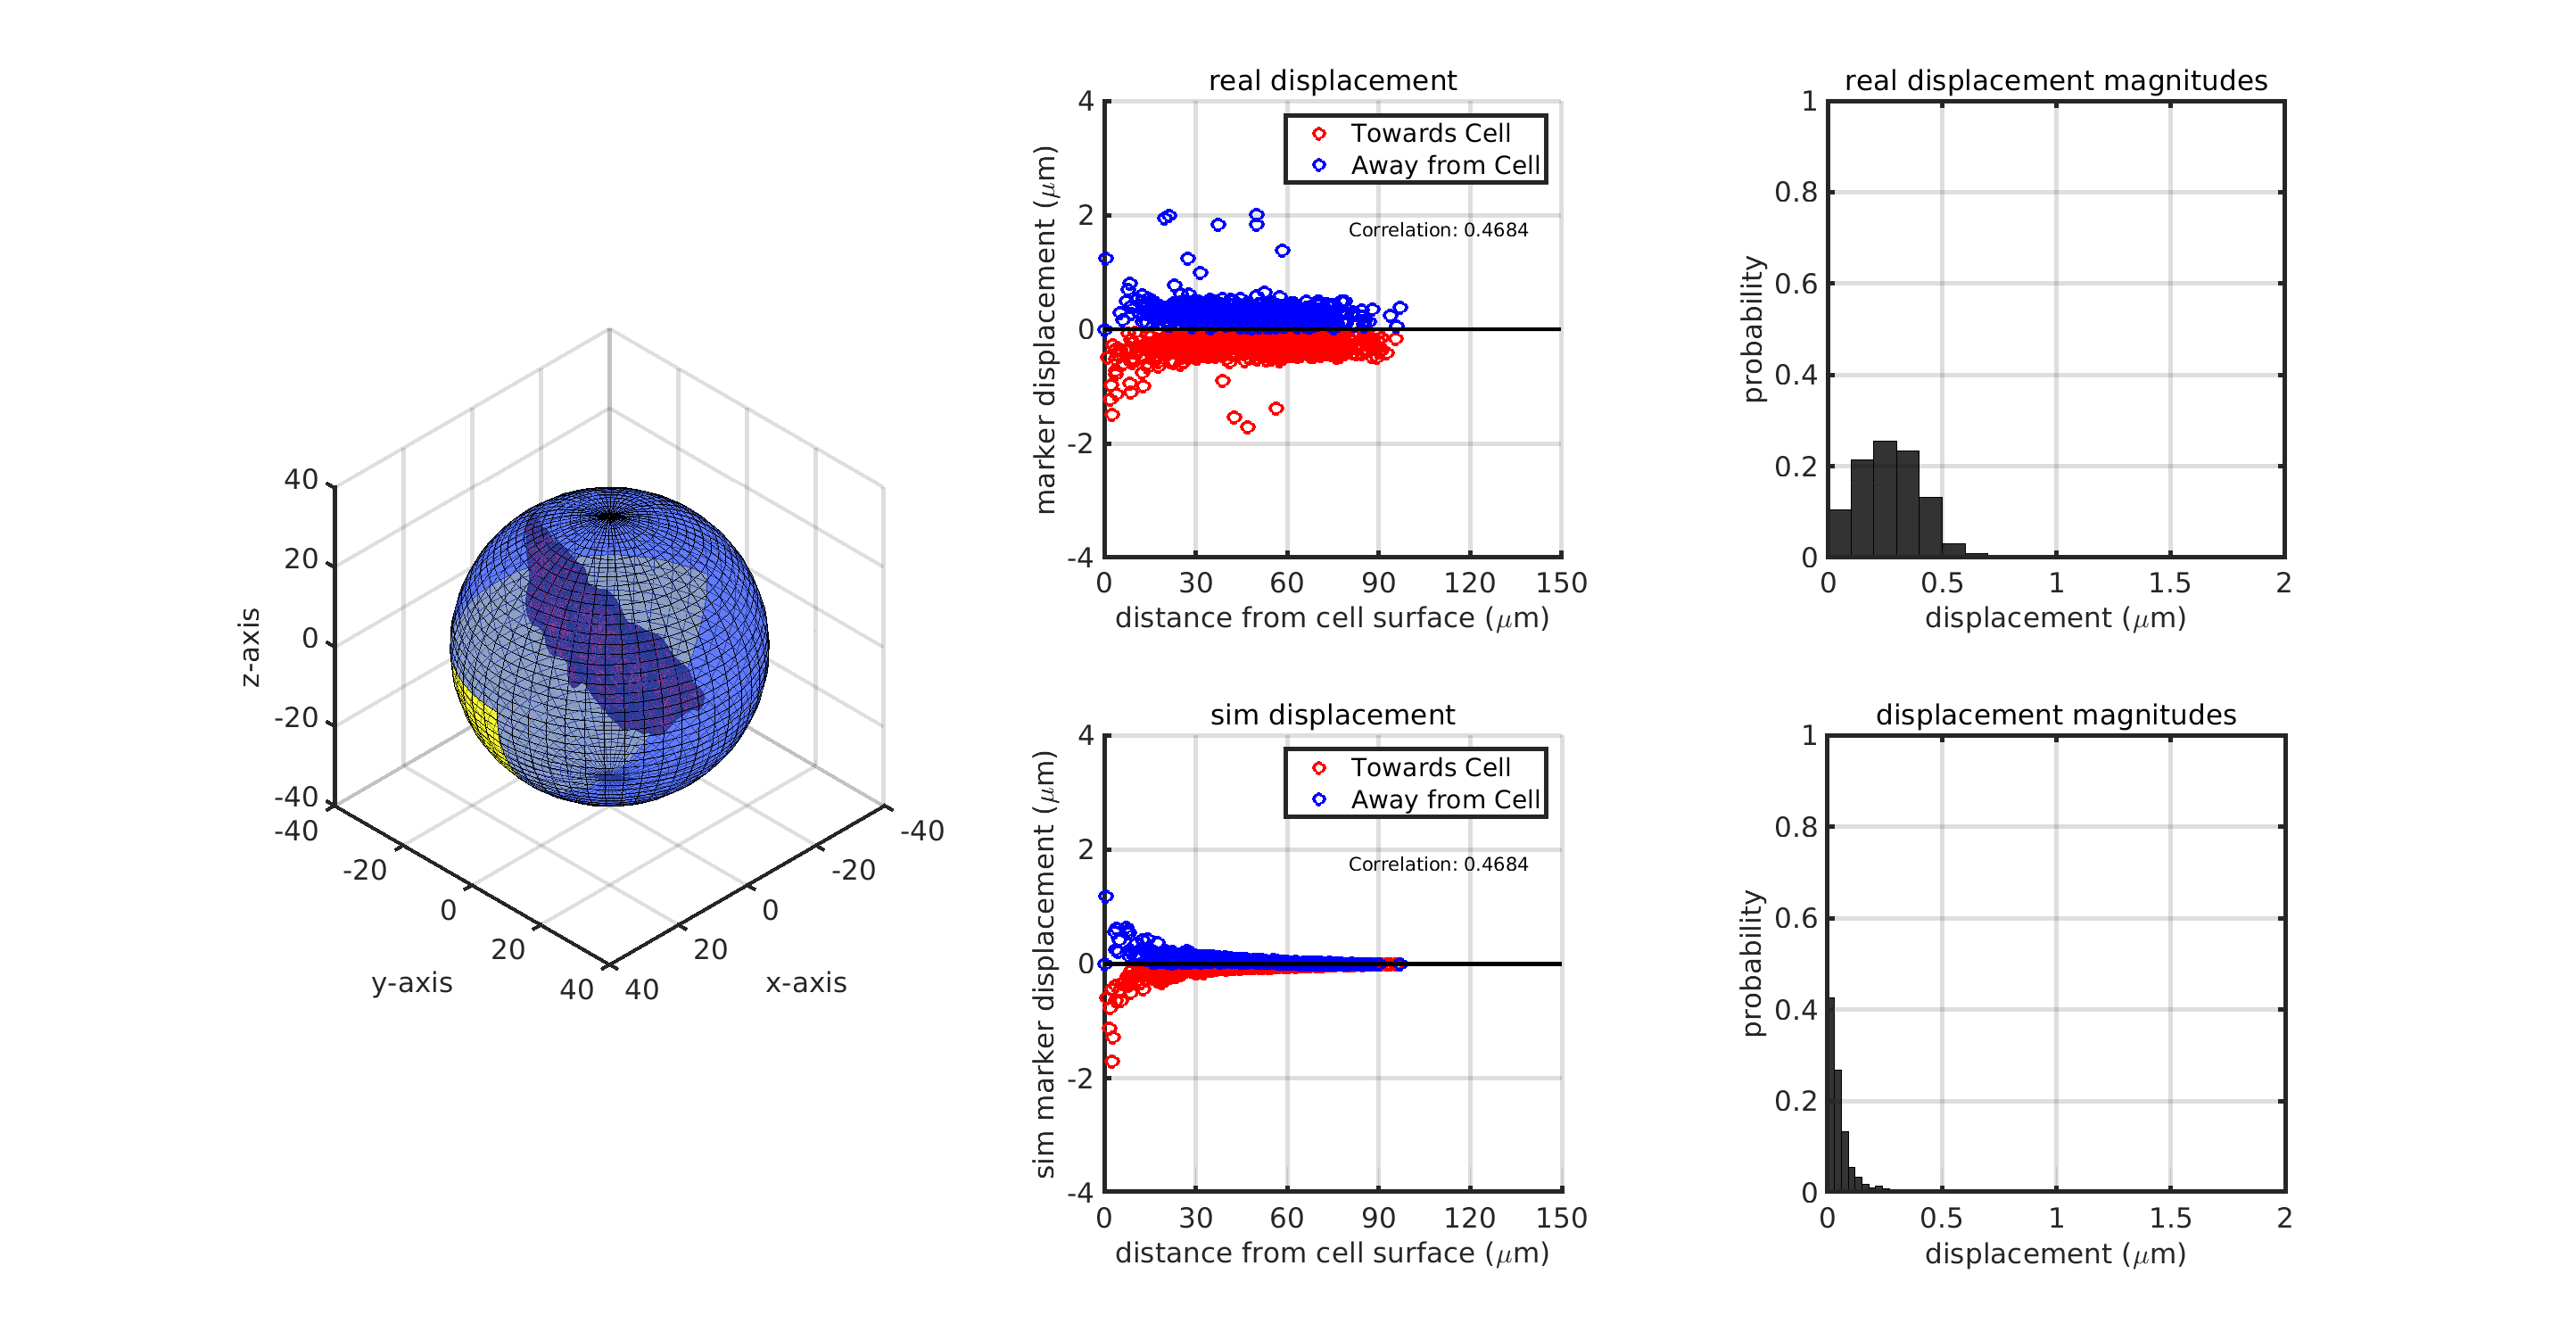 40
20
0
-20
-40
z-axis
-40
-20
0
20
40
y-axis
40
20
0
-20
-40
x-axis
real displacement
4
2
0
-2
-4
marker displacement (μm)
Towards Cell
Away from Cell
Correlation: 0.4684
0 30 60 90 120 150
distance from cell surface (μm)
real displacement magnitudes
1
0.8
0.6
0.4
0.2
0
probability
0 0.5 1 1.5 2
displacement (μm)
sim displacement
4
2
0
-2
-4
sim marker displacement (μm)
Towards Cell
Away from Cell
Correlation: 0.4684
0 30 60 90 120 150
distance from cell surface (μm)
displacement magnitudes
1
0.8
0.6
0.4
0.2
0
probability
0 0.5 1 1.5 2
displacement (μm)